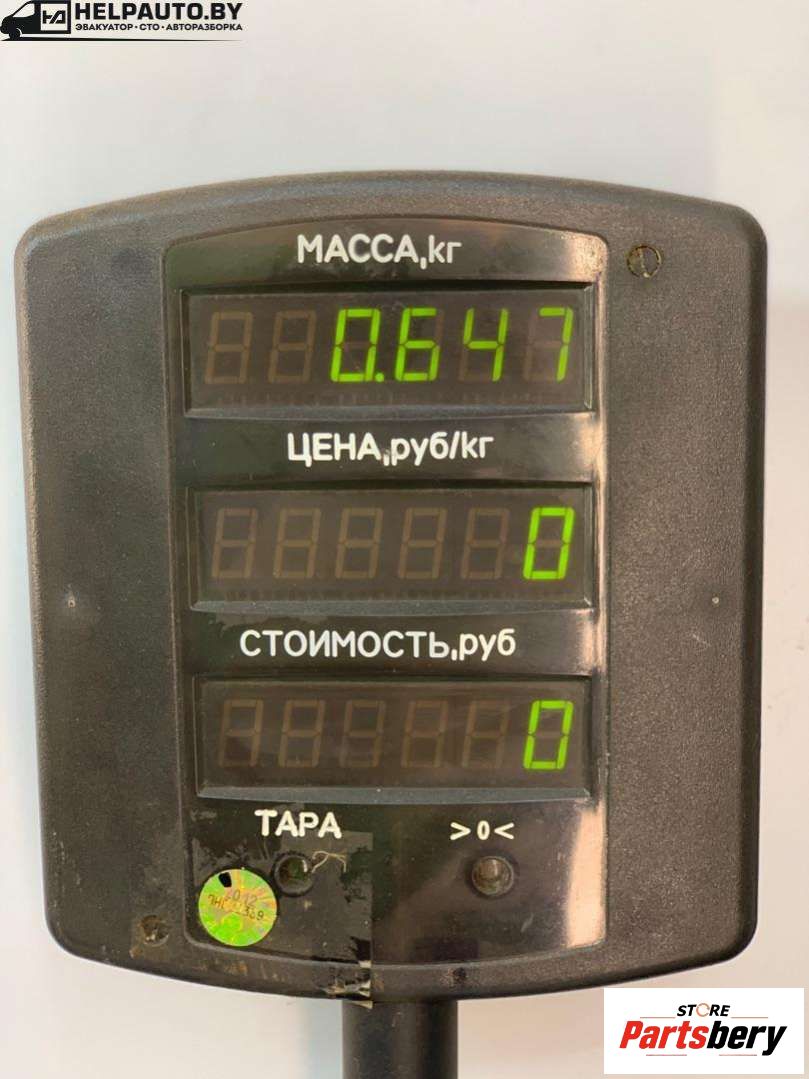 HELPAUTO.BY
ЭВАКУАТОР•СТО•АВТОРАЗБОРКА
МАССА,кг
0.647
ЦЕНА,руб/кг
0
СТОИМОСТЬ,руб
0
ТАРА >0<
STORE
Partsbery